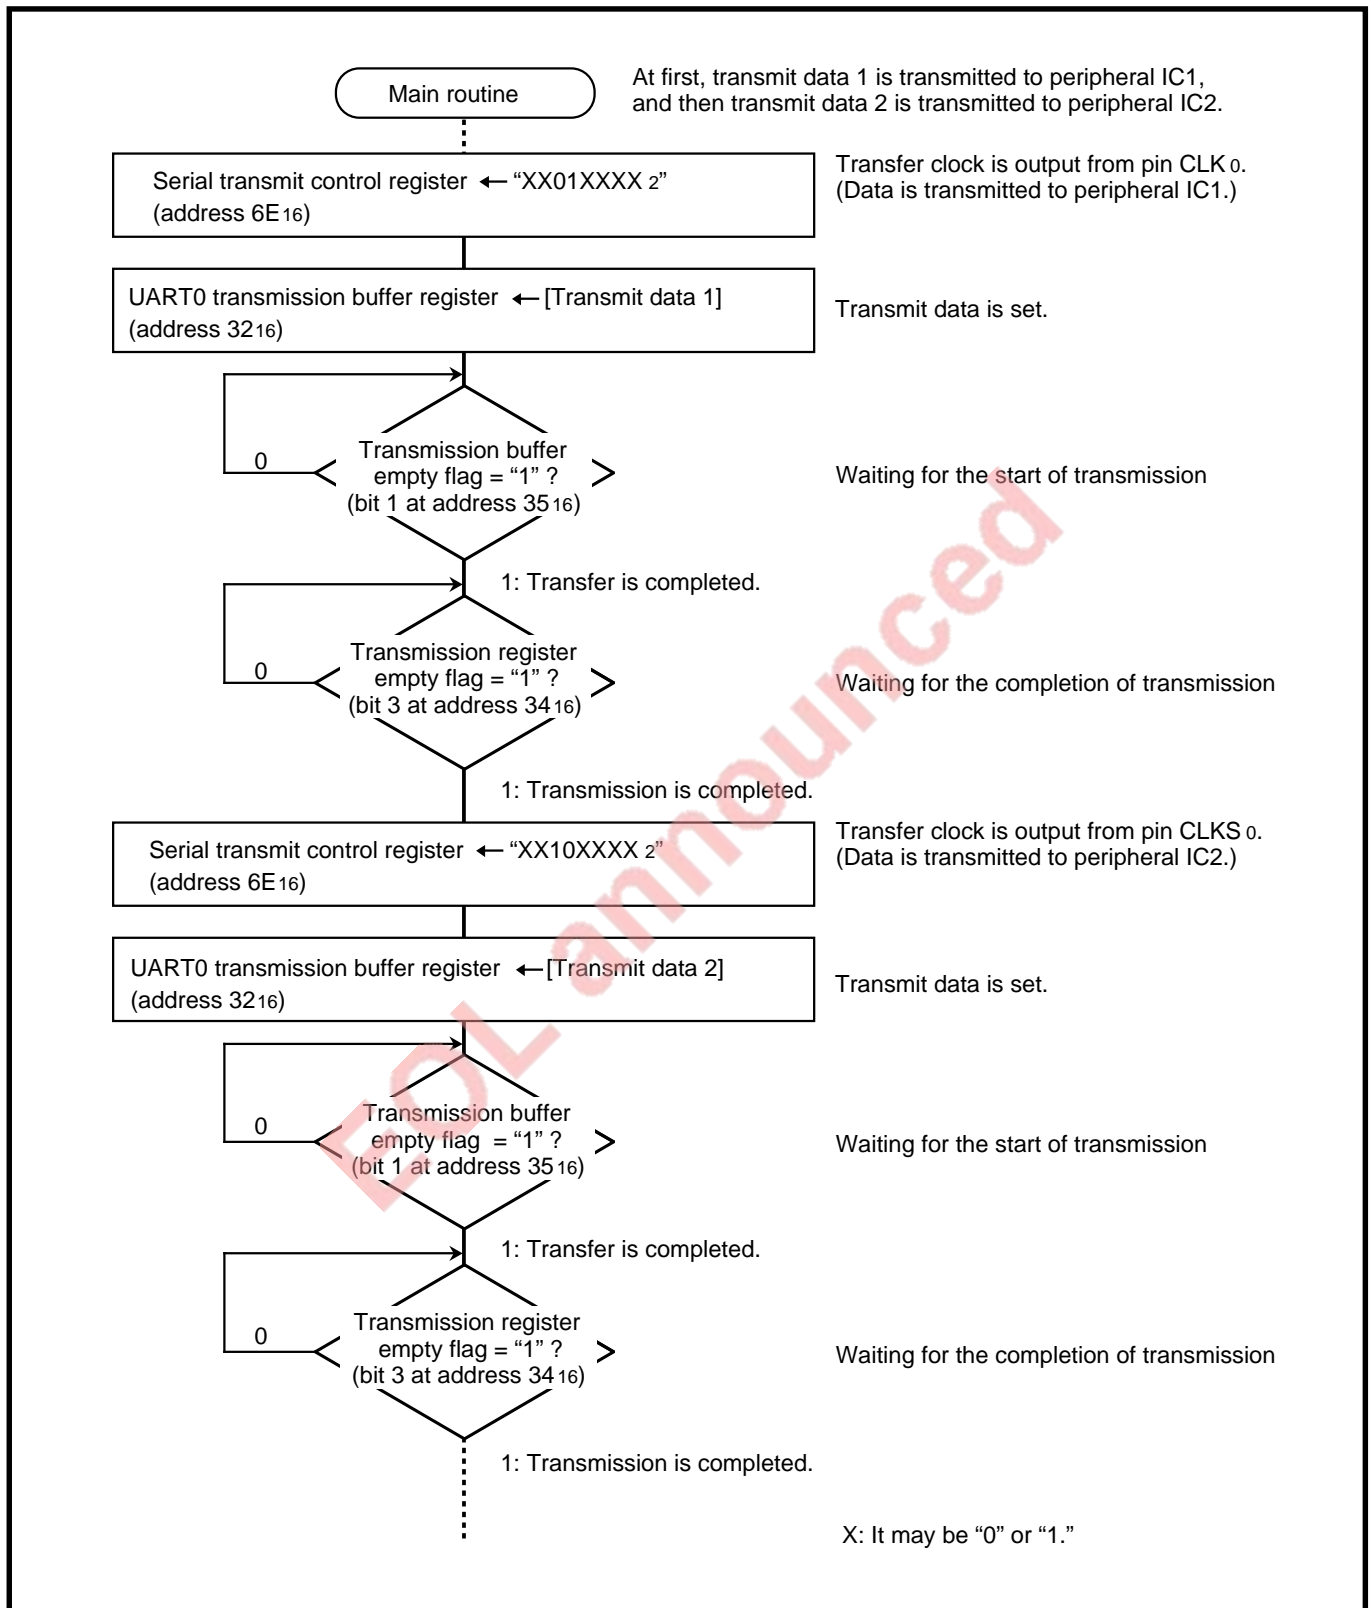 Main routine
At first, transmit data 1 is transmitted to peripheral IC1,
and then transmit data 2 is transmitted to peripheral IC2.
Serial transmit control register ← “XX01XXXX 2”
(address 6E16)
Transfer clock is output from pin CLK 0.
(Data is transmitted to peripheral IC1.)
UART0 transmission buffer register ← [Transmit data 1]
(address 3216)
Transmit data is set.
0
Transmission buffer
empty flag = “1” ?
(bit 1 at address 3516)
Waiting for the start of transmission
1: Transfer is completed.
0
Transmission register
empty flag = “1” ?
(bit 3 at address 3416)
Waiting for the completion of transmission
1: Transmission is completed.
Serial transmit control register ← “XX10XXXX 2”
(address 6E16)
Transfer clock is output from pin CLKS 0.
(Data is transmitted to peripheral IC2.)
UART0 transmission buffer register ← [Transmit data 2]
(address 3216)
Transmit data is set.
0
Transmission buffer
empty flag = “1” ?
(bit 1 at address 3516)
Waiting for the start of transmission
1: Transfer is completed.
0
Transmission register
empty flag = “1” ?
(bit 3 at address 3416)
Waiting for the completion of transmission
1: Transmission is completed.
X: It may be “0” or “1.”
EOL announced